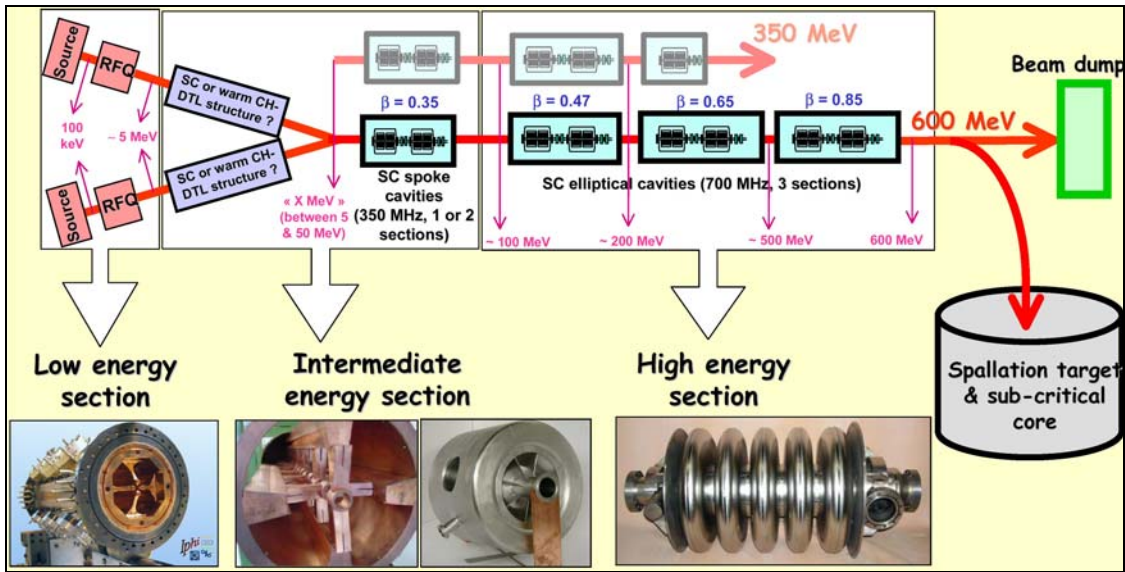 Source
RFQ
SC or warm CH-
DTL structure ?
100
keV
~ 5 MeV
SC or warm CH-
DTL structure ?
Source
RFQ
350 MeV
β = 0.35
β = 0.47
β = 0.65
β = 0.85
600 MeV
Beam dump
SC spoke
cavities
(350 MHz, 1 or 2
sections)
SC elliptical cavities (700 MHz, 3 sections)
« X MeV »
(between 5
& 50 MeV)
~ 100 MeV
~ 200 MeV
~ 500 MeV
600 MeV
Low energy
section
Intermediate
energy section
High energy
section
Spallation target
& sub-critical
core
Iphi